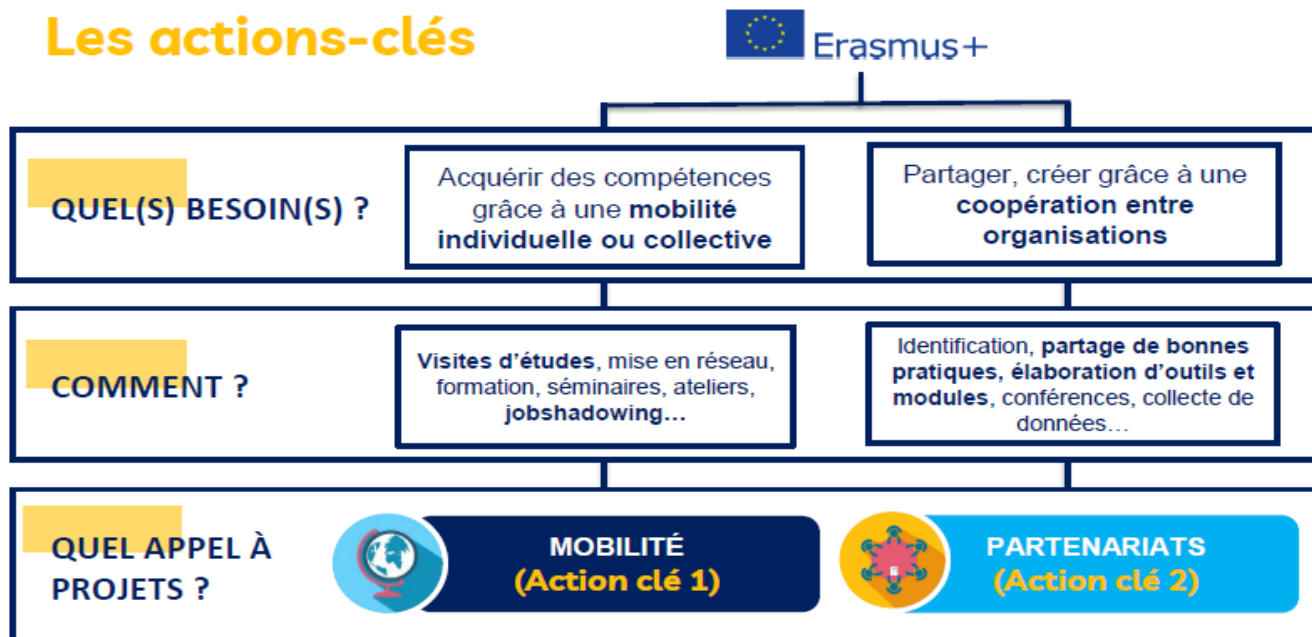 Les actions-clés
Erasmus+
QUEL(S) BESOIN(S) ?
Acquérir des compétences
grâce à une mobilité
individuelle ou collective
Partager, créer grâce à une
coopération entre
organisations
COMMENT ?
Visites d'études, mise en réseau,
formation, séminaires, ateliers,
jobshadowing...
Identification, partage de bonnes
pratiques, élaboration d'outils et
modules, conférences, collecte de
données...
QUEL APPEL À
PROJETS ?
MOBILITÉ
(Action clé 1)
PARTENARIATS
(Action clé 2)